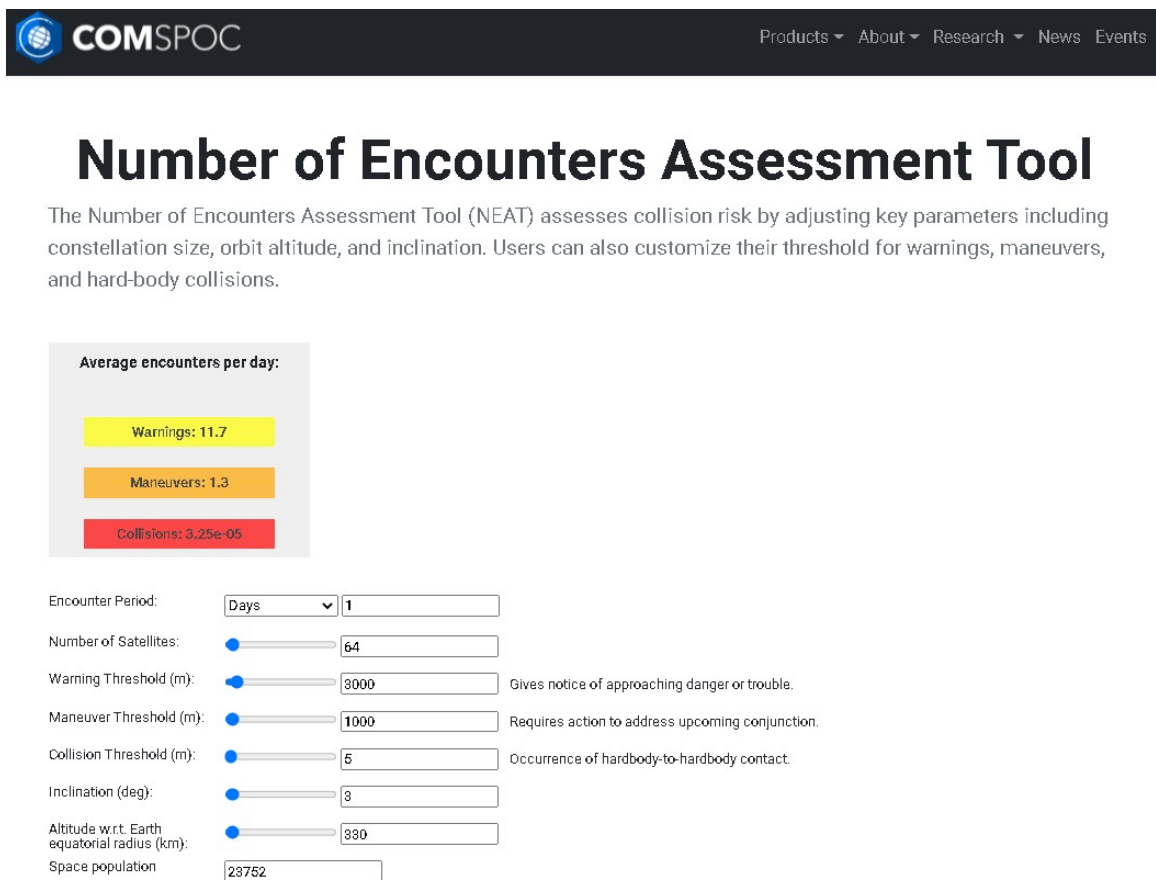 COMSPOC
Products About Research News Events
Number of Encounters Assessment Tool
The Number of Encounters Assessment Tool (NEAT) assesses collision risk by adjusting key parameters including
constellation size, orbit altitude, and inclination. Users can also customize their threshold for warnings, maneuvers,
and hard-body collisions.
Average encounters per day:
Warnings: 11.7
Maneuvers: 1.3
Collisions: 3.25e-05
Encounter Period: Days 1
Number of Satellites: 64
Warning Threshold (m): 3000 Gives notice of approaching danger or trouble.
Maneuver Threshold (m): 1000 Requires action to address upcoming conjunction.
Collision Threshold (m): 5 Occurrence of hardbody-to-hardbody contact.
Inclination (deg): 3
Altitude w.r.t. Earth
equatorial radius (km): 330
Space population 23752